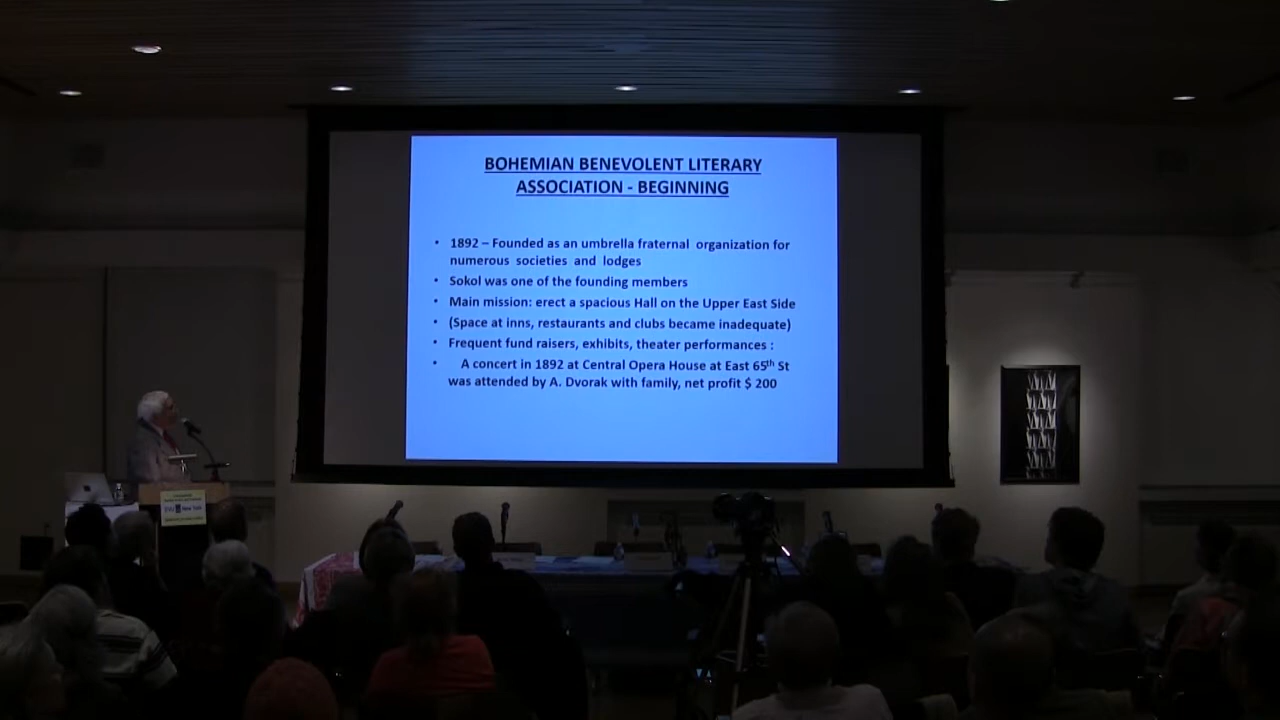 BOHEMIAN BENEVOLENT LITERARY
ASSOCIATION - BEGINNING
• 1892 – Founded as an umbrella fraternal organization for
numerous societies and lodges
• Sokol was one of the founding members
• Main mission: erect a spacious Hall on the Upper East Side
• (Space at inns, restaurants and clubs became inadequate)
• Frequent fund raisers, exhibits, theater performances :
• A concert in 1892 at Central Opera House at East 65th St
was attended by A. Dvorak with family, net profit $ 200
New York